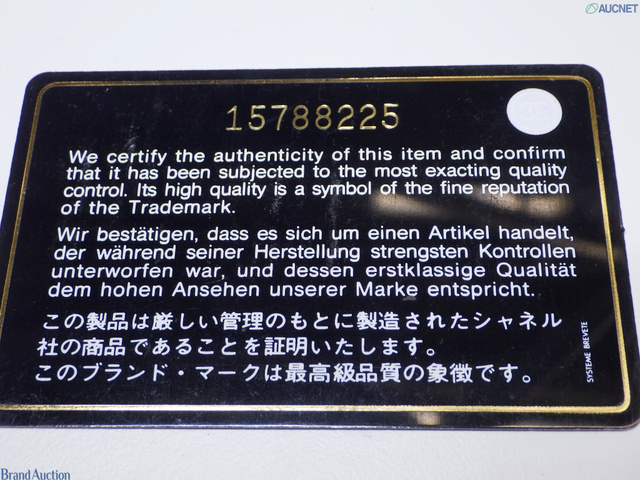 AUCNET
15788225
We certify the authenticity of this item and confirm
that it has been subjected to the most exacting quality
control. Its high quality is a symbol of the fine reputation
of the Trademark.
Wir bestätigen, dass es sich um einen Artikel handelt,
der während seiner Herstellung strengsten Kontrollen
unterworfen war, und dessen erstklassige Qualität
dem hohen Ansehen unserer Marke entspricht.
この製品は厳しい管理のもとに製造されたシャネル
社の商品であることを証明いたします。
このブランド・マークは最高級品質の象徴です。
SYSTEME BREVETE
Brand Auction